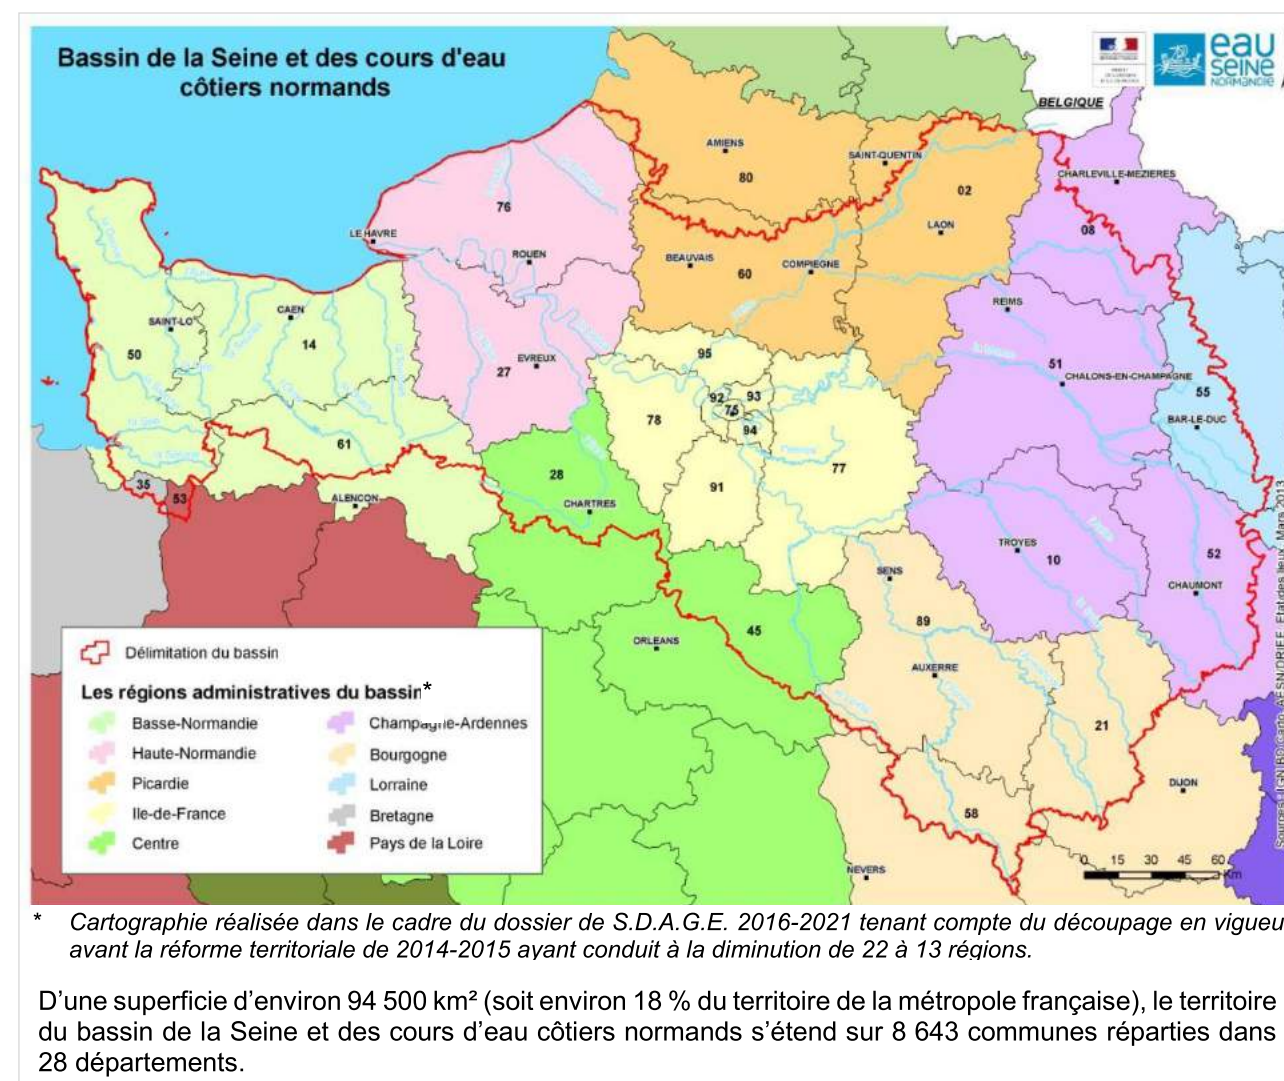 Bassin de la Seine et des cours d'eau
côtiers normands
eau
SEINE
NORMANDIE
BELGIQUE
AMIENS
80
SAINT-QUENTIN
02
CHARLEVILLE-MEZIERES
08
76
LE HAVRE
ROUEN
LAON
BEAUVAIS
60
COMPIEGNE
REIMS
SAINT-LO
CAEN
14
50
EVREUX
27
95
51
CHALONS-EN-CHAMPAGNE
55
BAR-LE-DUC
92
93
75
94
78
77
91
61
28
CHARTRES
35
53
ALENCON
TROYES
10
52
CHAUMONT
SENS
89
ORLEANS
45
AUXERRE
21
DIJON
58
NEVERS
0 15 30 45 60
Km
Délimitation du bassin
Les régions administratives du bassin*
Basse-Normandie
Haute-Normandie
Picardie
Ile-de-France
Centre
Champagne-Ardennes
Bourgogne
Lorraine
Bretagne
Pays de la Loire
* Cartographie réalisée dans le cadre du dossier de S.D.A.G.E. 2016-2021 tenant compte du découpage en vigueu
avant la réforme territoriale de 2014-2015 ayant conduit à la diminution de 22 à 13 régions.
D’une superficie d’environ 94 500 km² (soit environ 18 % du territoire de la métropole française), le territoire
du bassin de la Seine et des cours d’eau côtiers normands s’étend sur 8 643 communes réparties dans
28 départements.